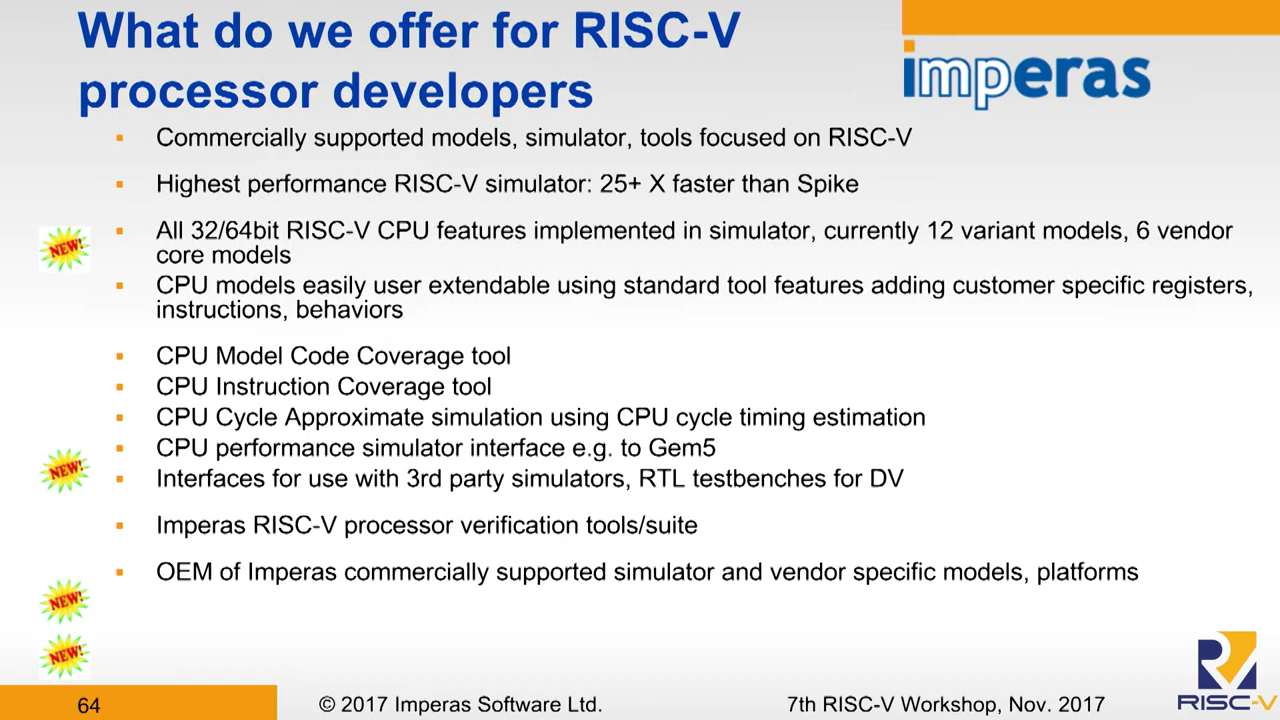 What do we offer for RISC-V
processor developers
imperas
▪ Commercially supported models, simulator, tools focused on RISC-V
▪ Highest performance RISC-V simulator: 25+ X faster than Spike
NEW!
▪ All 32/64bit RISC-V CPU features implemented in simulator, currently 12 variant models, 6 vendor
core models
▪ CPU models easily user extendable using standard tool features adding customer specific registers,
instructions, behaviors
▪ CPU Model Code Coverage tool
▪ CPU Instruction Coverage tool
▪ CPU Cycle Approximate simulation using CPU cycle timing estimation
▪ CPU performance simulator interface e.g. to Gem5
NEW!
▪ Interfaces for use with 3rd party simulators, RTL testbenches for DV
▪ Imperas RISC-V processor verification tools/suite
▪ OEM of Imperas commercially supported simulator and vendor specific models, platforms
NEW!
NEW!
64
© 2017 Imperas Software Ltd.
7th RISC-V Workshop, Nov. 2017
RISC-V